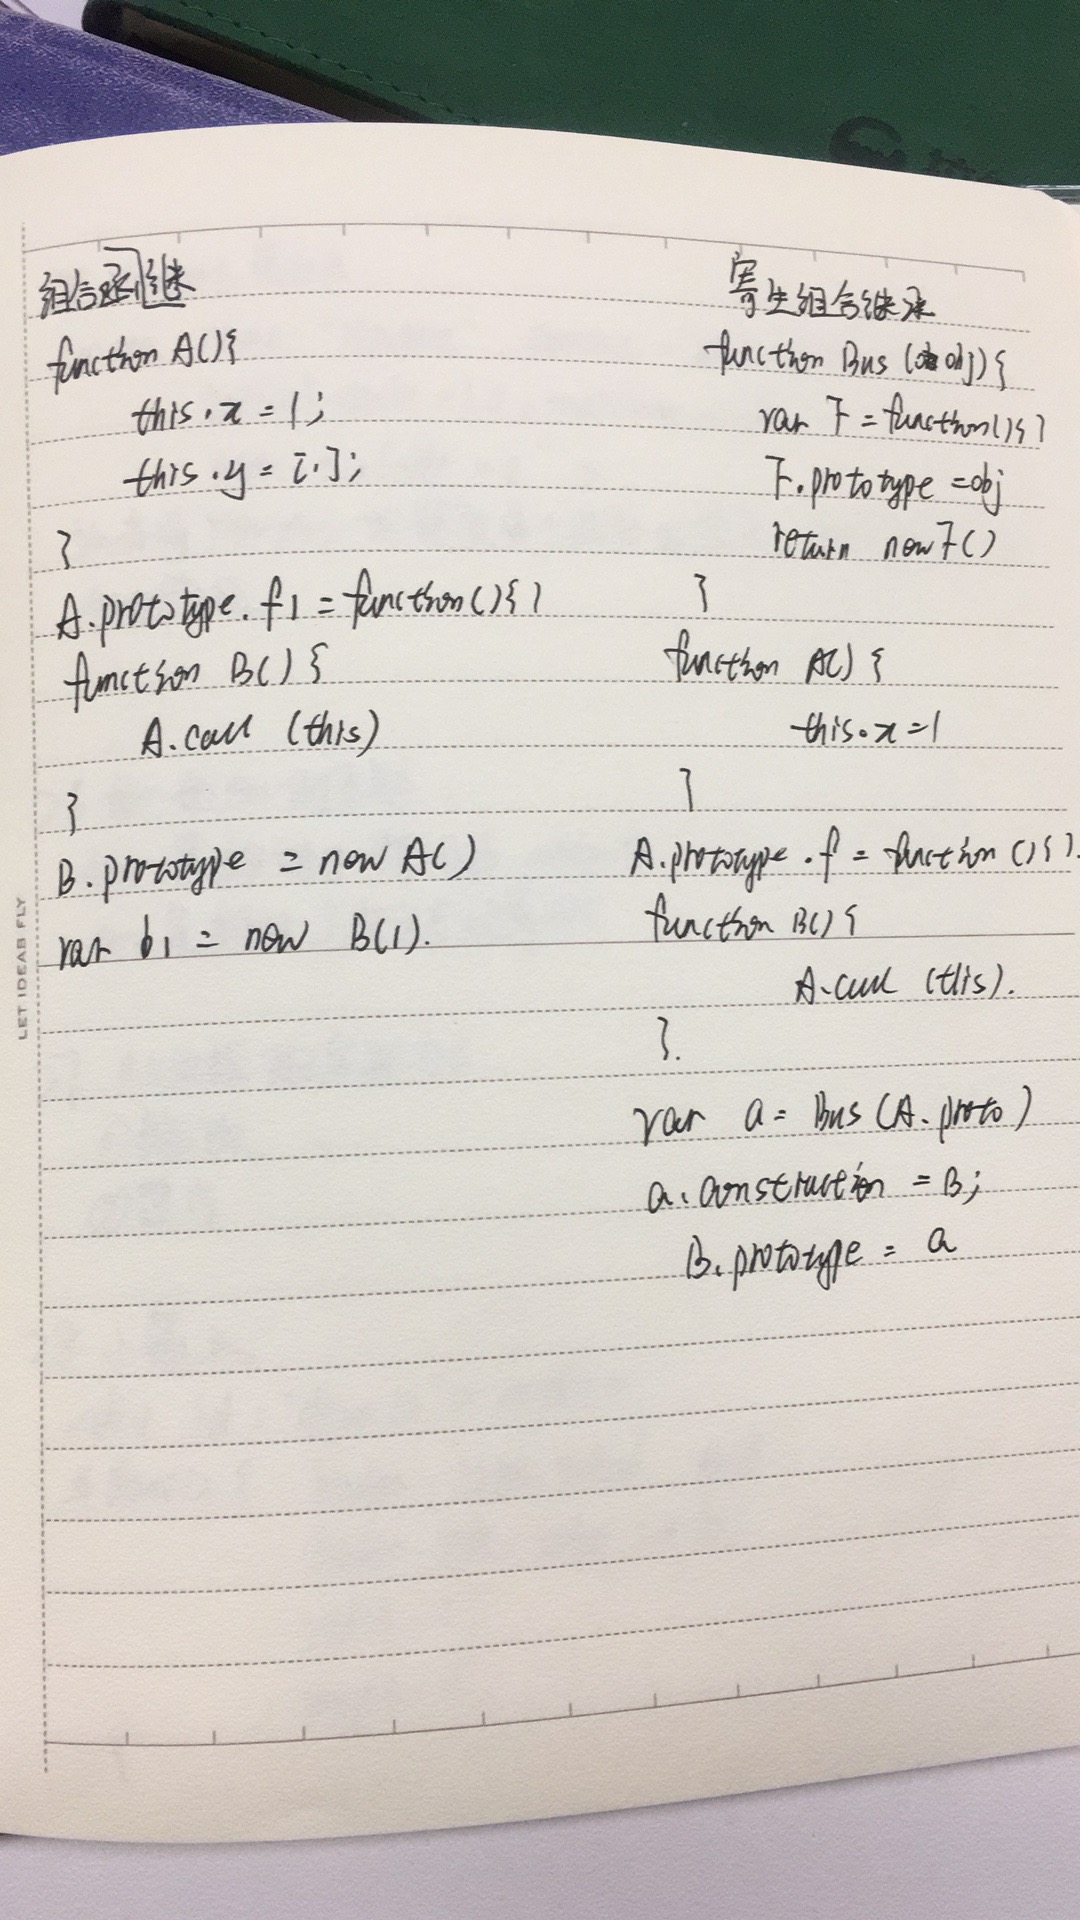 组合继承
function A(){
this.x = 1;
this.y = [.];
}
A.prototype.f1 = function(){}
function B(){
A.call (this)
}
B.prototype = new A()
var b1 = new B(1).
寄生组合继承
function Bus (obj){
var F = function(){}
F.prototype = obj
return new F()
}
function A() {
this.x = 1
}
A.prototype.f = function (){}.
function B(){
A.call (this).
}.
var a = Bus (A.proto)
a.construction = B;
B.prototype = a
LET IDEAS FLY